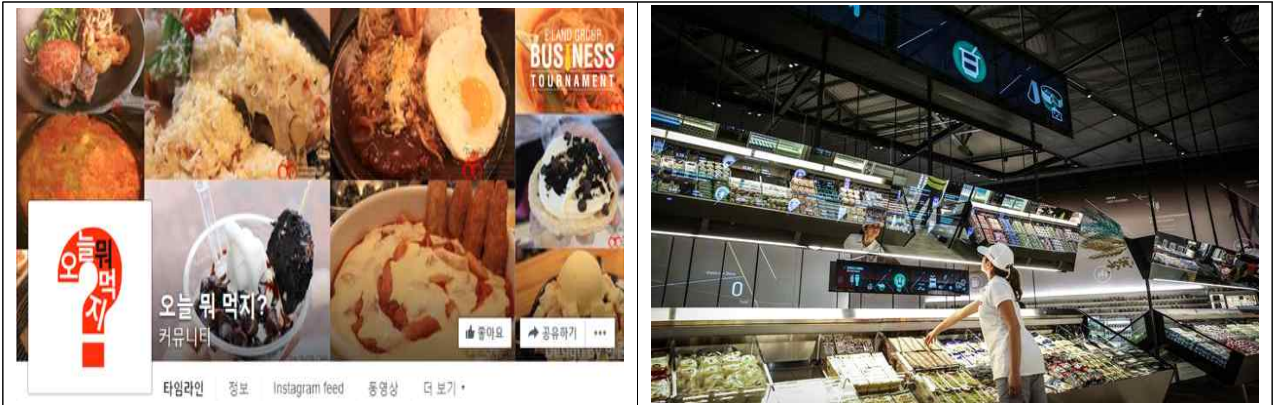 E·LAND GROUP
BUSINESS
TOURNAMENT
오늘뭐
먹지
?
오늘 뭐 먹지?
커뮤니티
좋아요
공유하기
•••
타임라인
정보
Instagram feed
동영상
더 보기
0